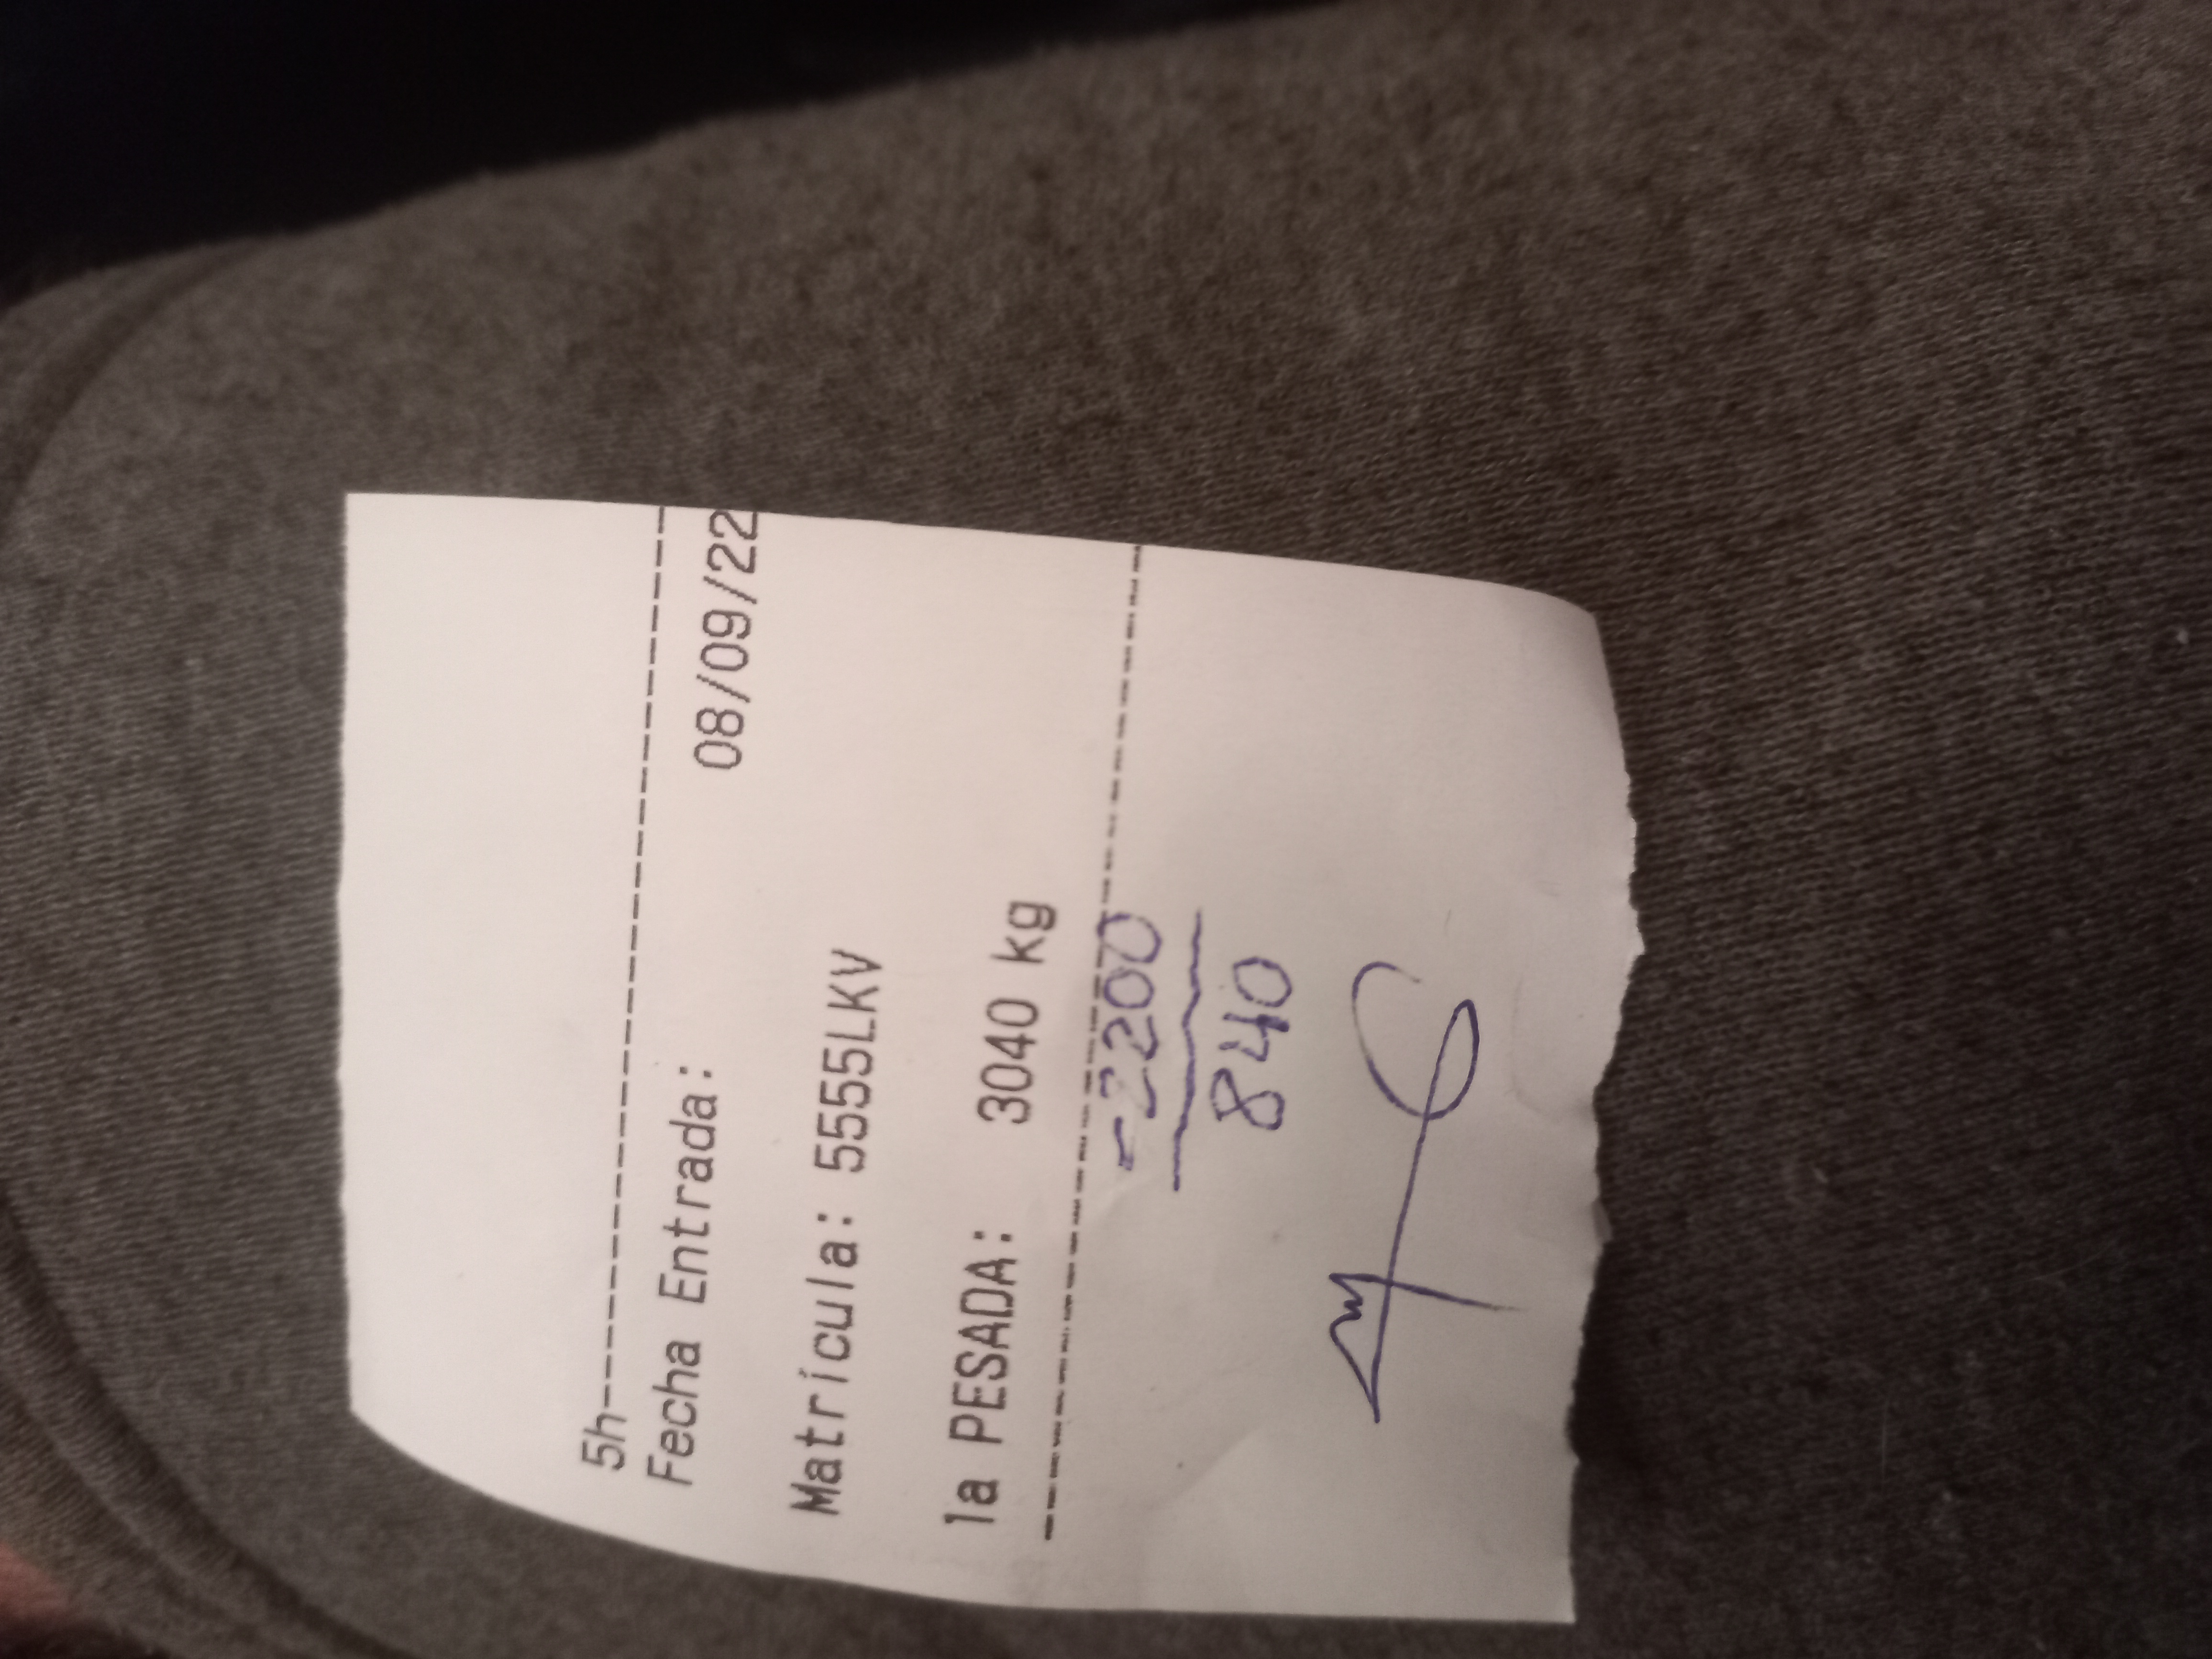 5h--------------------------------
Fecha Entrada: 08/09/22
Matrícula: 5555LKV
1a PESADA: 3040 kg
----------------------------------
-2200
840